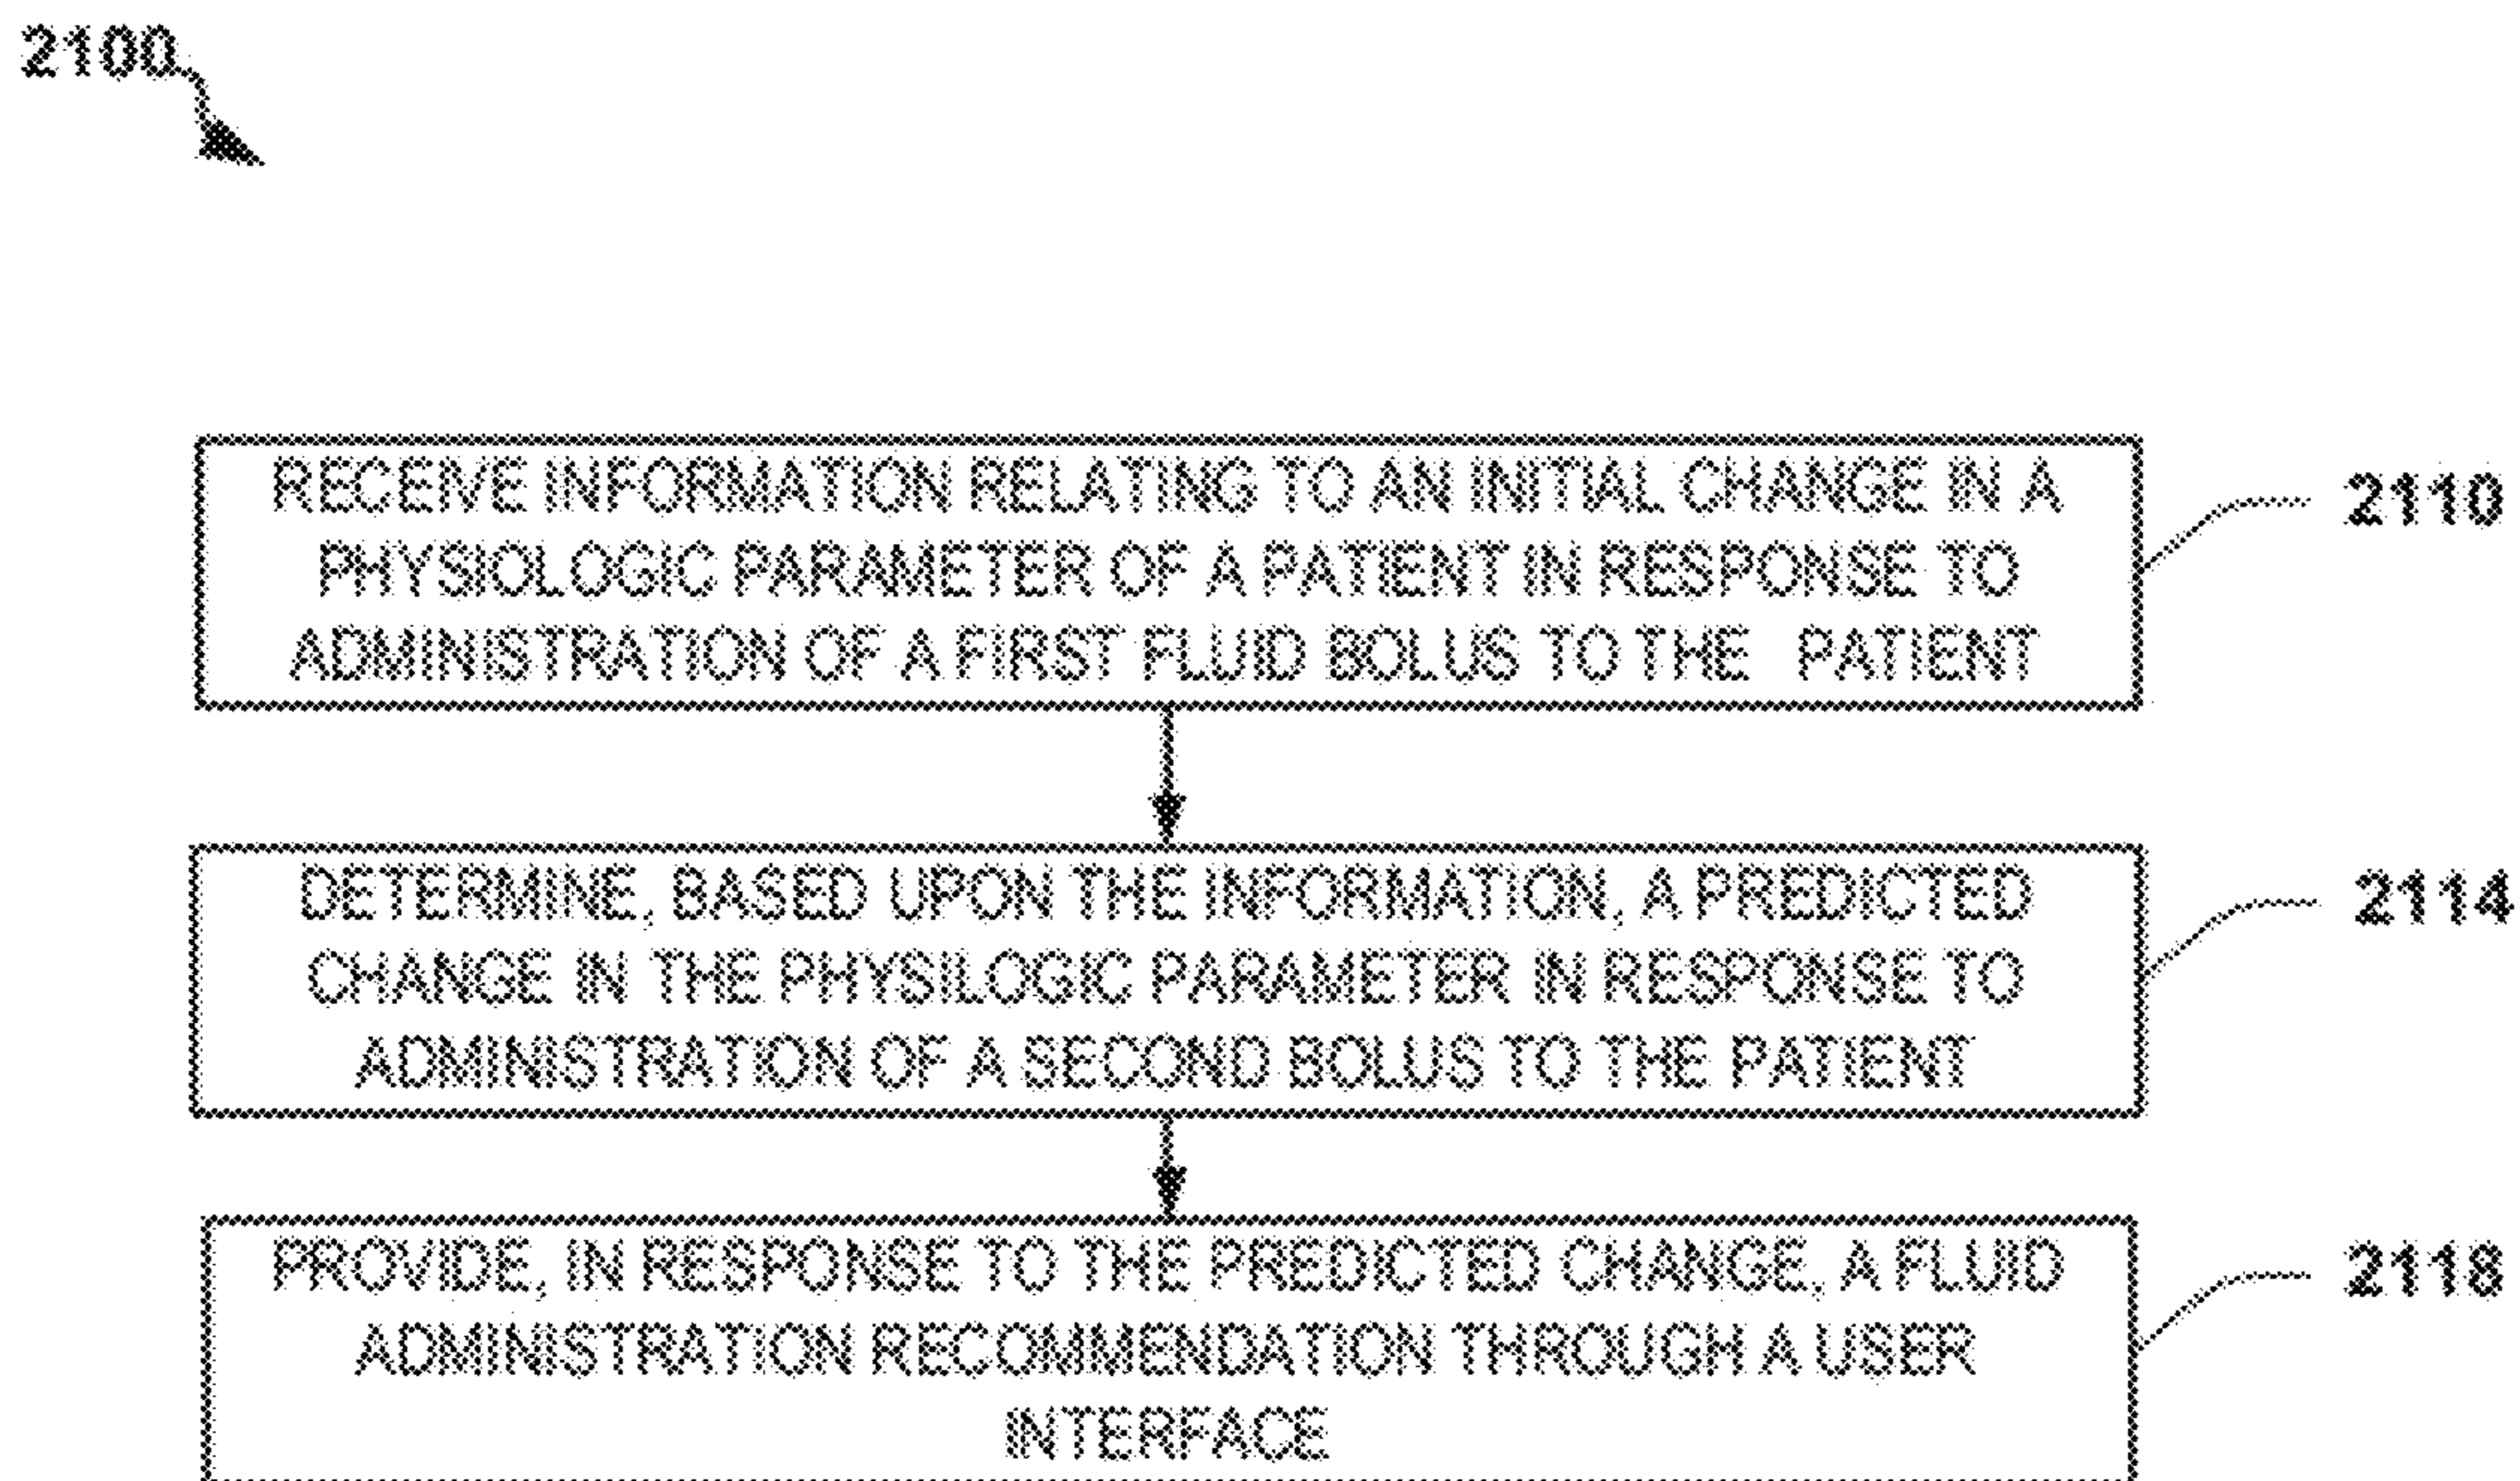 2100
RECEIVE INFORMATION RELATING TO AN INITIAL CHANGE IN A
PHYSIOLOGIC PARAMETER OF A PATIENT IN RESPONSE TO
ADMINISTRATION OF A FIRST FLUID BOLUS TO THE PATIENT
2110
DETERMINE, BASED UPON THE INFORMATION, A PREDICTED
CHANGE IN THE PHYSILOGIC PARAMETER IN RESPONSE TO
ADMINISTRATION OF A SECOND BOLUS TO THE PATIENT
2114
PROVIDE, IN RESPONSE TO THE PREDICTED CHANGE, A FLUID
ADMINISTRATION RECOMMENDATION THROUGH A USER
INTERFACE
2118